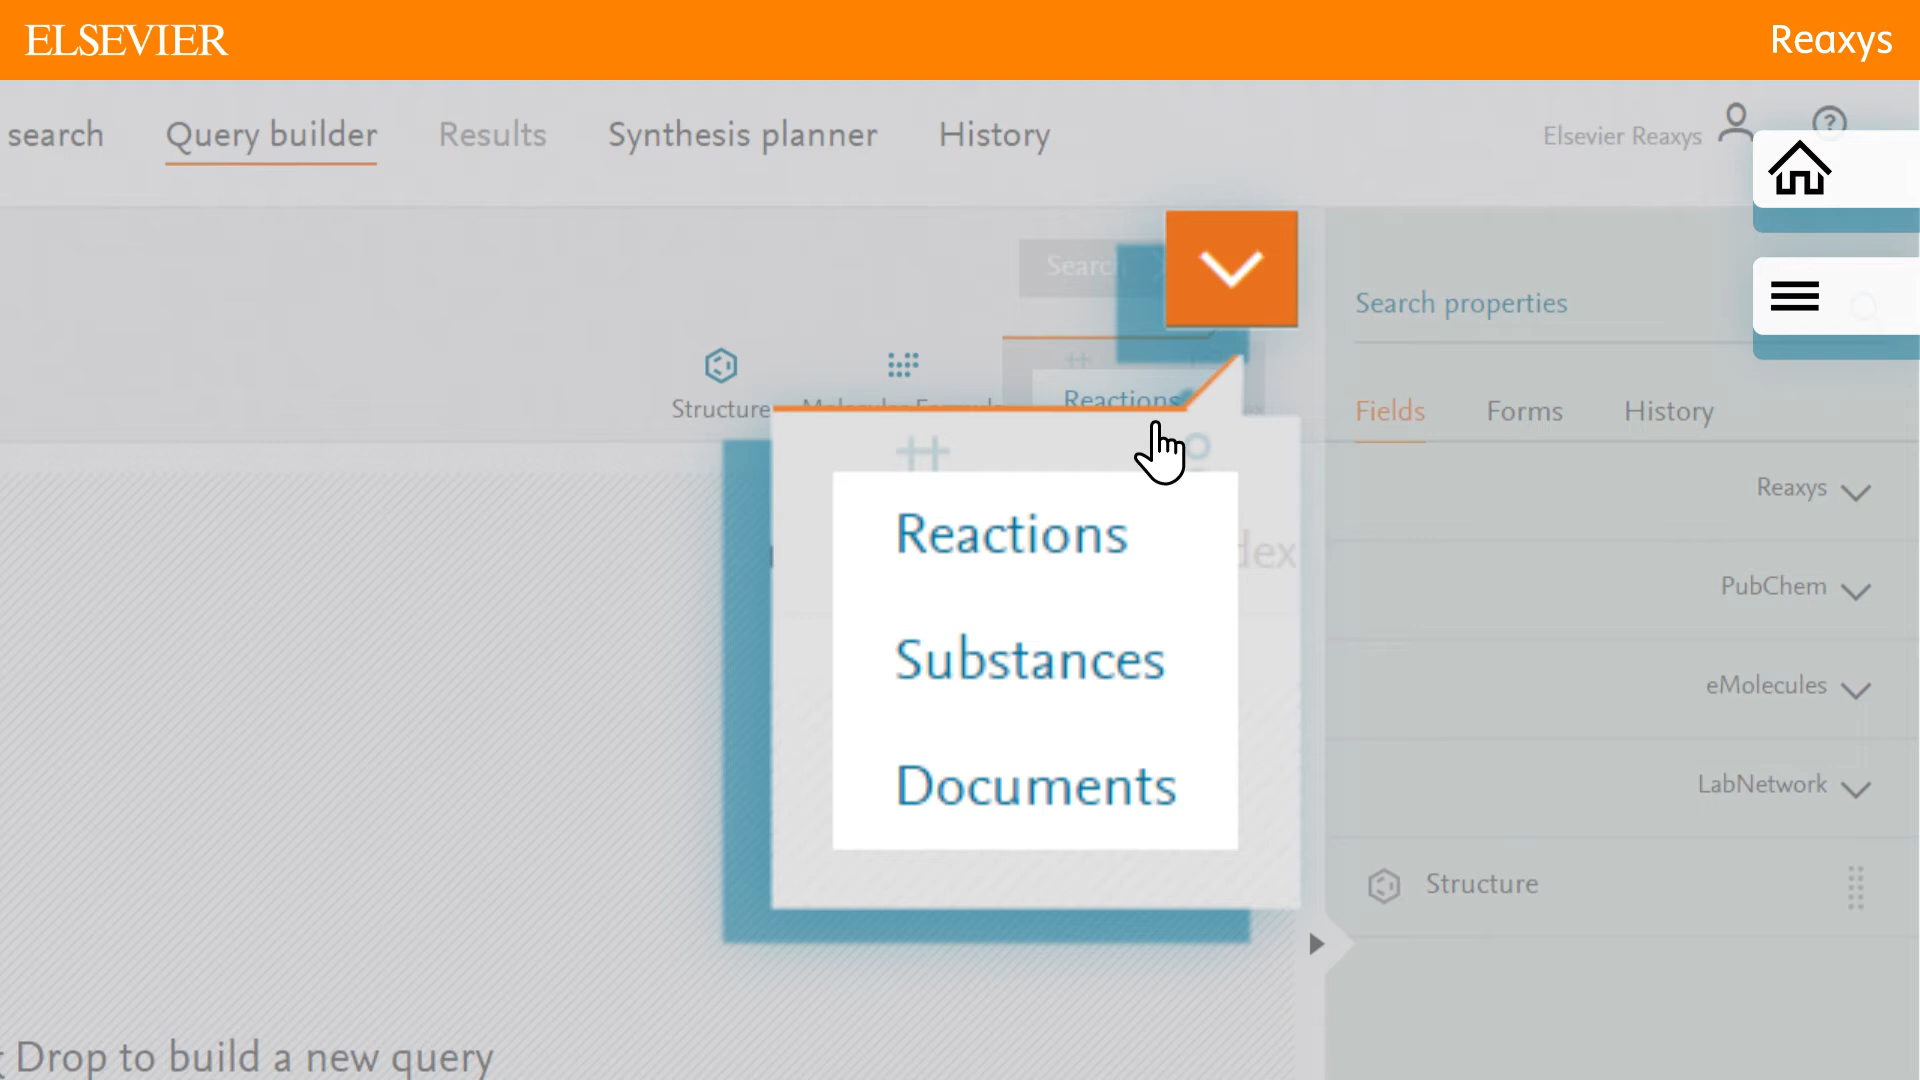 ELSEVIER
Reaxys
search
Query builder
Results
Synthesis planner
History
Elsevier Reaxys
Search
Search properties
Structure
Reactions
Fields
Forms
History
Reactions
Substances
Documents
Reaxys
PubChem
eMolecules
LabNetwork
Structure
Drop to build a new query